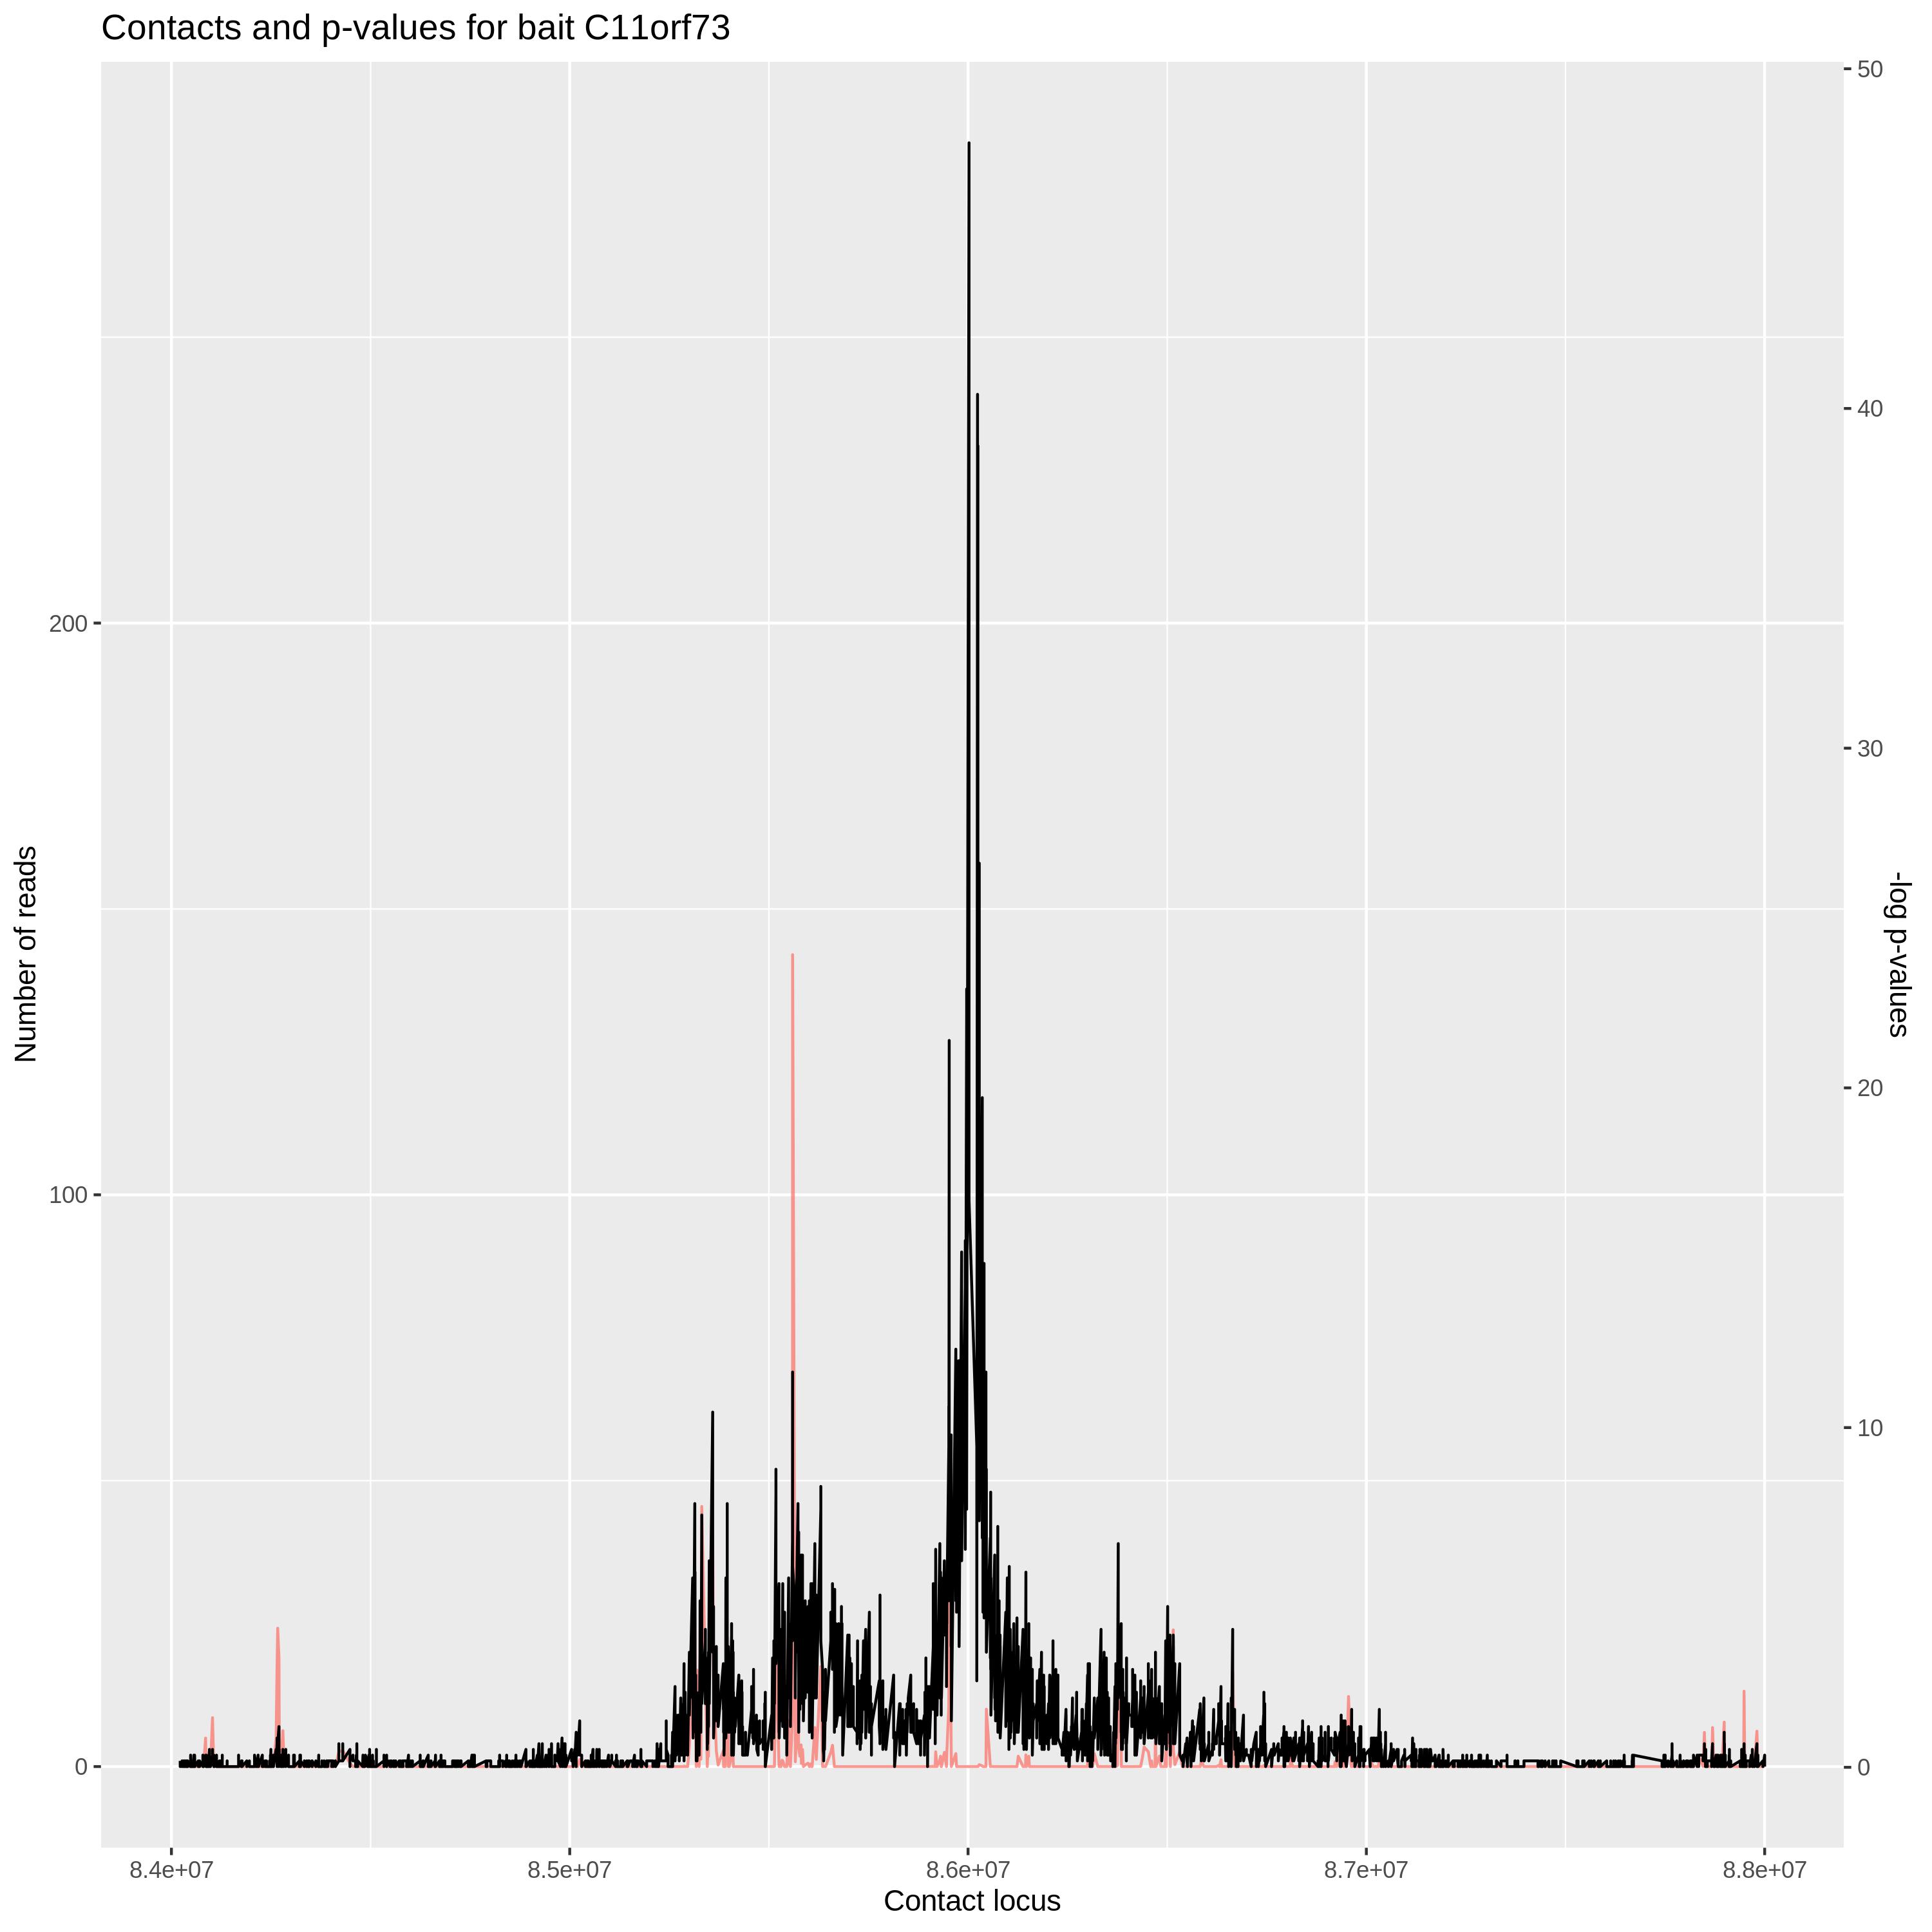 Contacts and p-values for bait C11orf73
Number of reads
200
100
0
50
40
30
20
10
0
-log p-values
8.4e+07 8.5e+07 8.6e+07 8.7e+07 8.8e+07
Contact locus